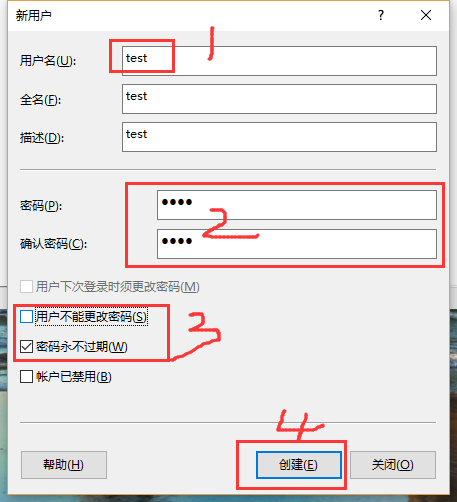 新用户
?
1
用户名(U):
test
全名(F):
test
描述(D):
test
密码(P):
••••
2
确认密码(C):
••••
用户下次登录时须更改密码(M)
用户不能更改密码(S)
3
密码永不过期(W)
帐户已禁用(B)
4
帮助(H)
创建(E)
关闭(O)